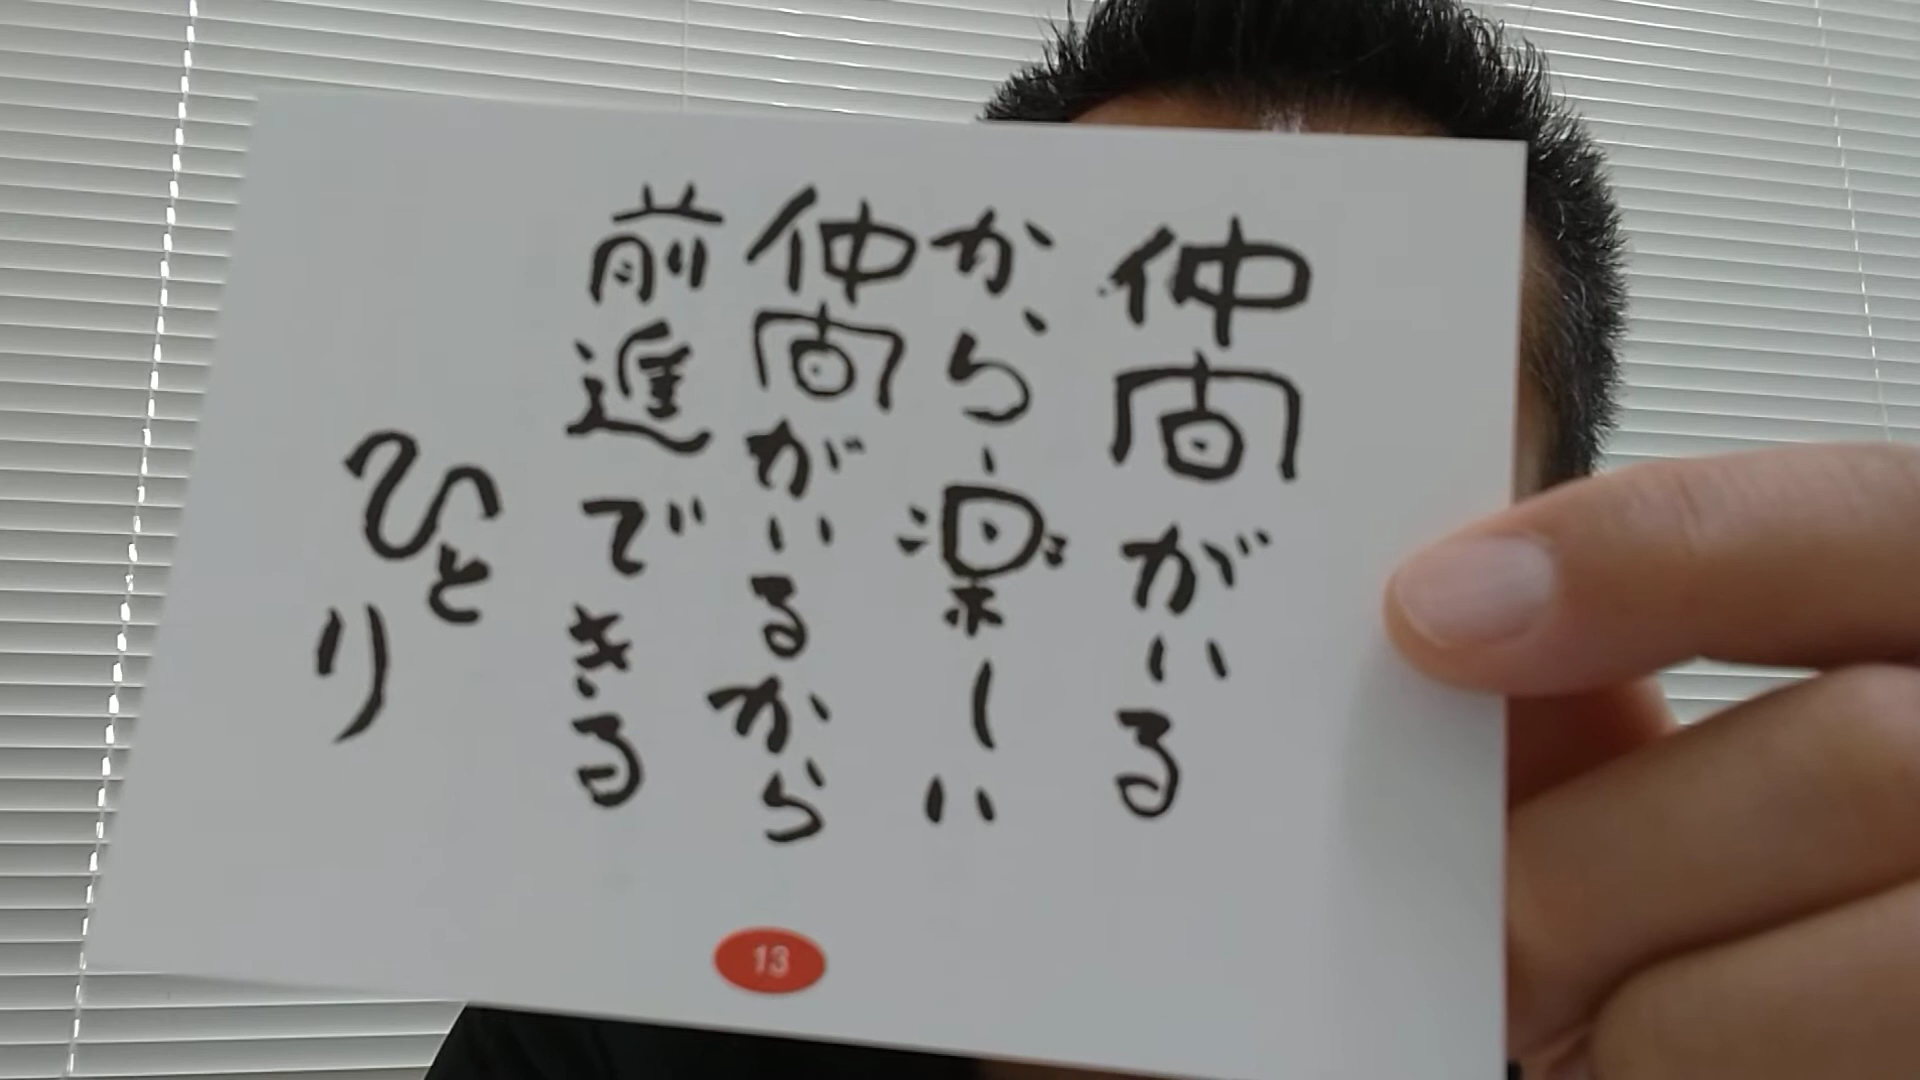 仲間がいる
から楽しい
仲間がいるから
前進できる
ひとり
13